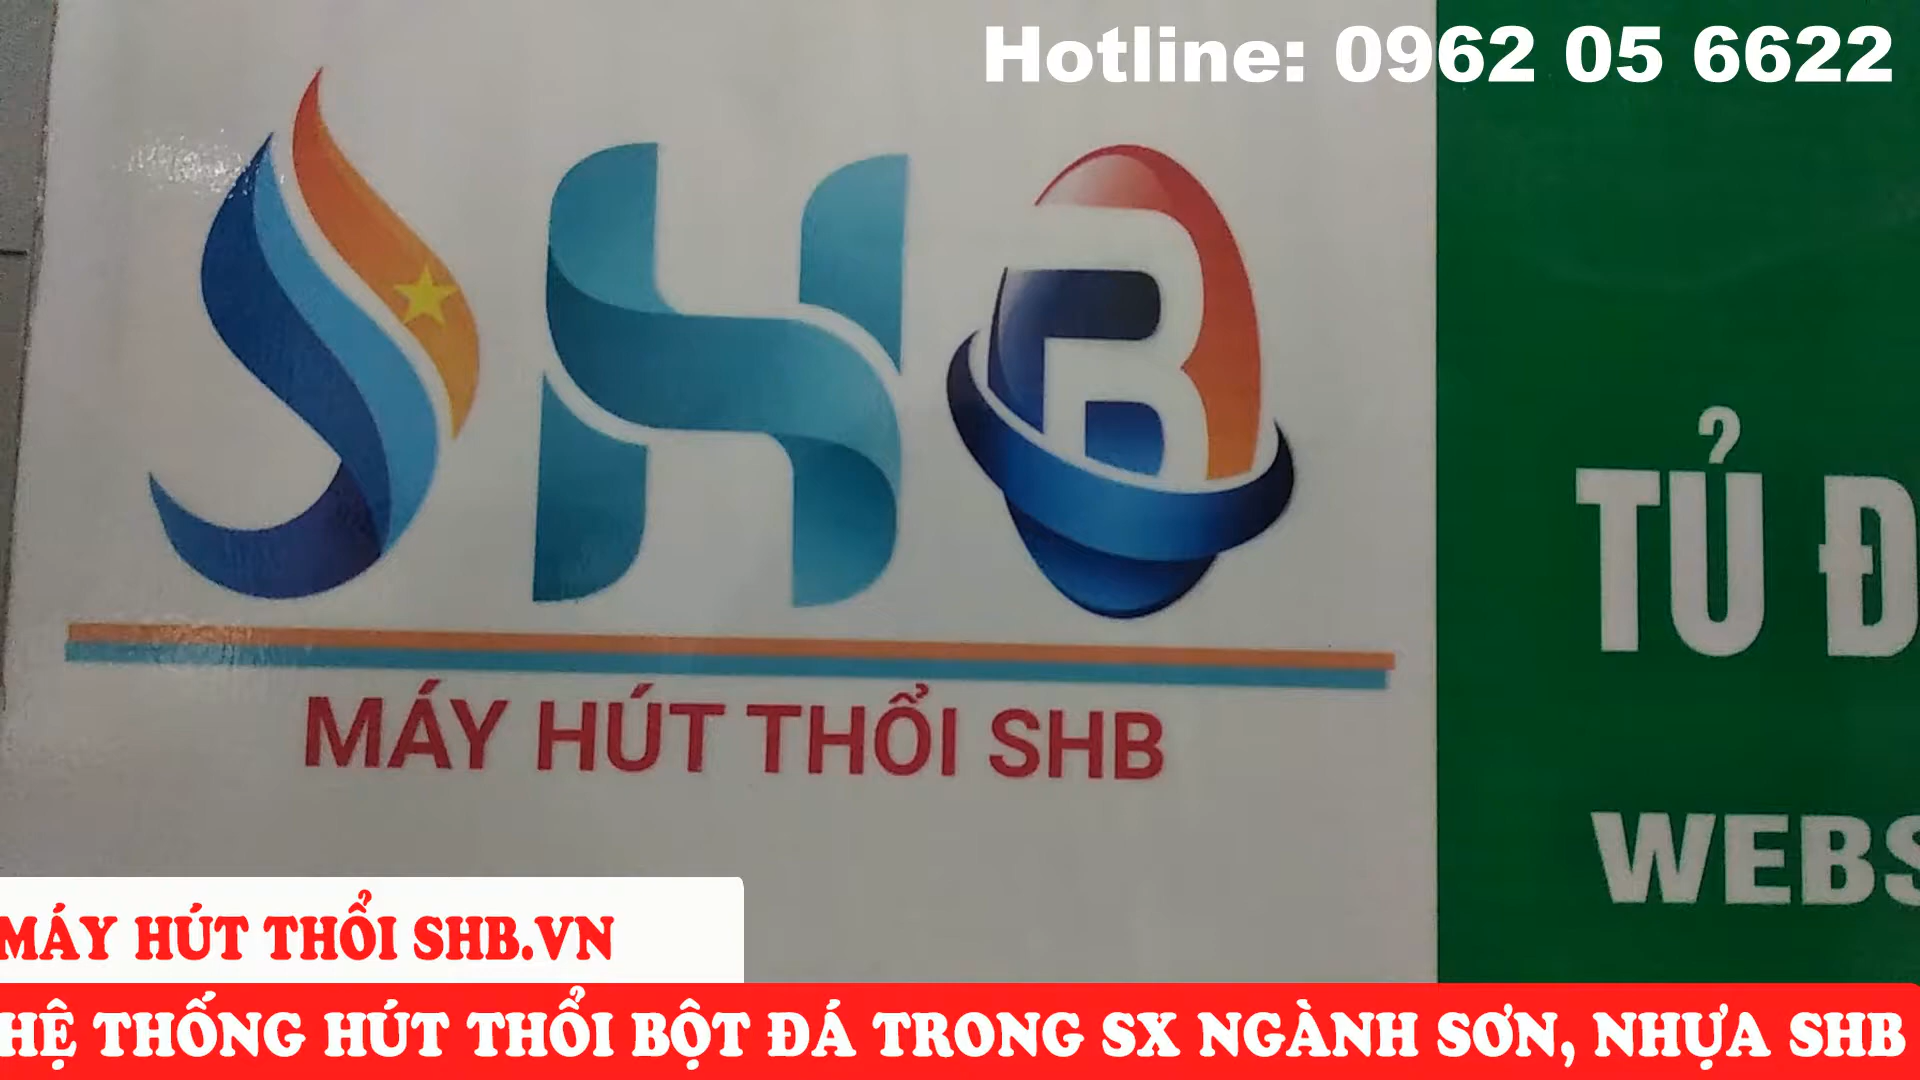 Hotline: 0962 05 6622
SHB
MÁY HÚT THỔI SHB
TỦ Đ
WEBS
MÁY HÚT THỔI SHB.VN
HỆ THỐNG HÚT THỔI BỘT ĐÁ TRONG SX NGÀNH SƠN, NHỰA SHB